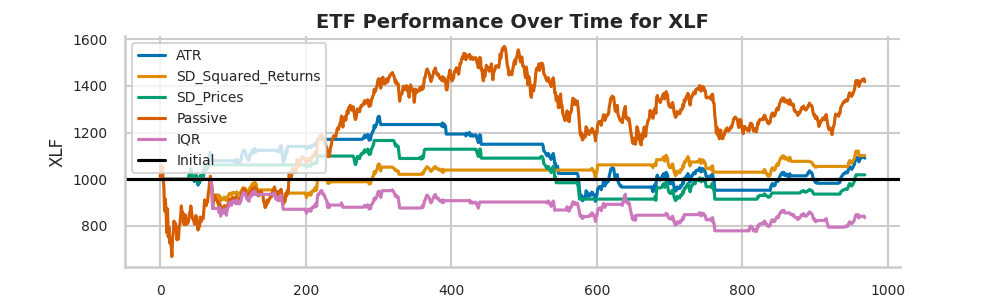 ETF Performance Over Time for XLF
1600
1400
1200
1000
800
XLF
ATR
SD_Squared_Returns
SD_Prices
Passive
IQR
Initial
0 200 400 600 800 1000